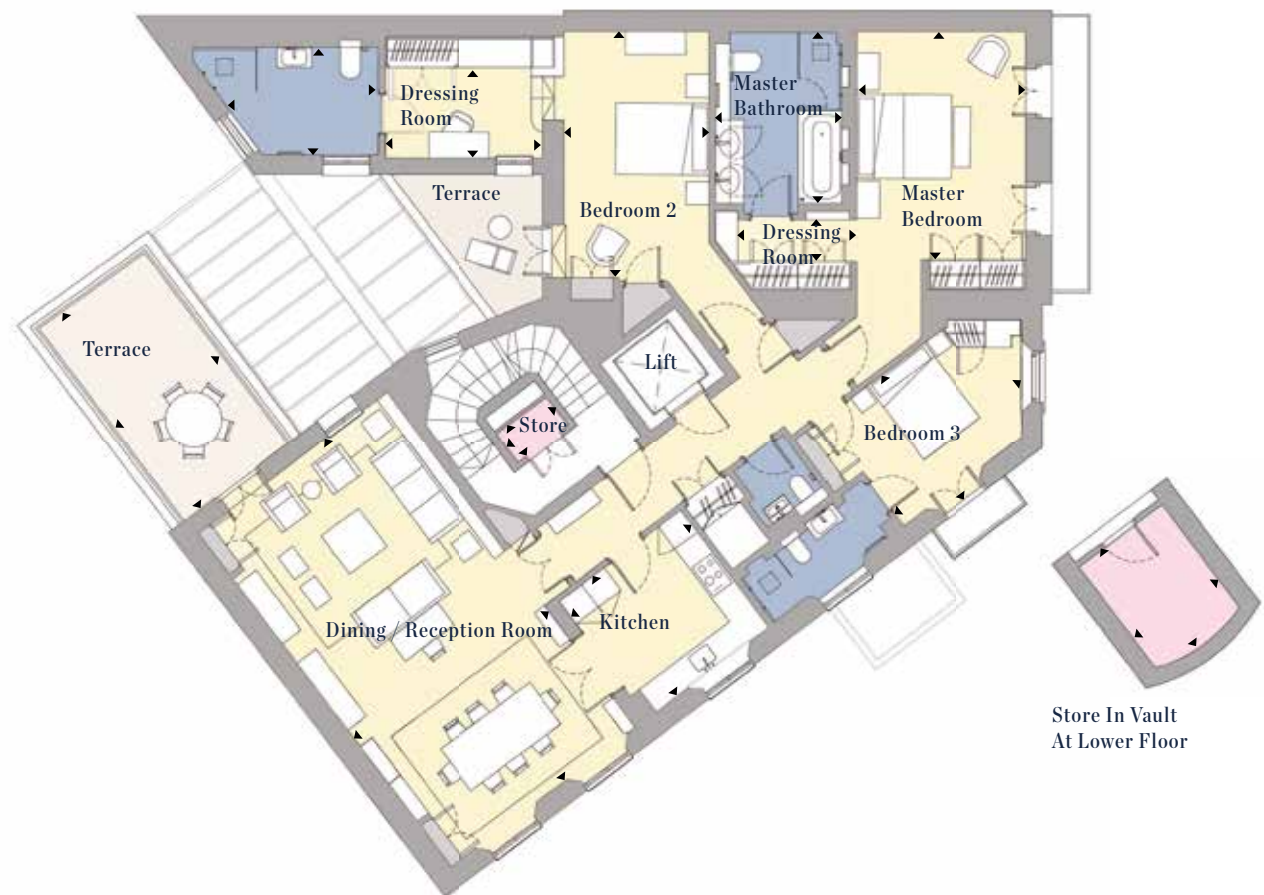 Dressing
Room
Master
Bathroom
Terrace
Bedroom 2
Master
Bedroom
Dressing
Room
Terrace
Lift
Store
Bedroom 3
Dining / Reception Room
Kitchen
Store In Vault
At Lower Floor